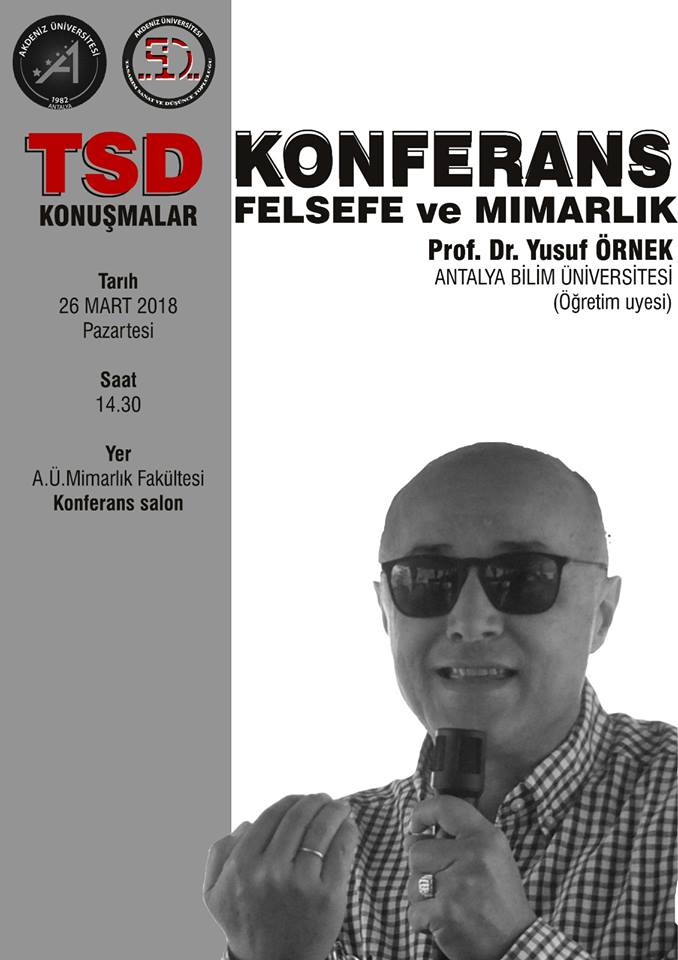 AKDENİZ ÜNİVERSİTESİ
1982
ANTALYA
AKDENİZ ÜNİVERSİTESİ
TASARIM SANAT VE DÜŞÜNCE TOPLULUĞU
TSD
KONUŞMALAR
KONFERANS
FELSEFE ve MIMARLIK
Prof. Dr. Yusuf ÖRNEK
ANTALYA BİLİM ÜNİVERSİTESİ
(Öğretim uyesi)
Tarıh
26 MART 2018
Pazartesi
Saat
14.30
Yer
A.Ü.Mimarlık Fakültesi
Konferans salon